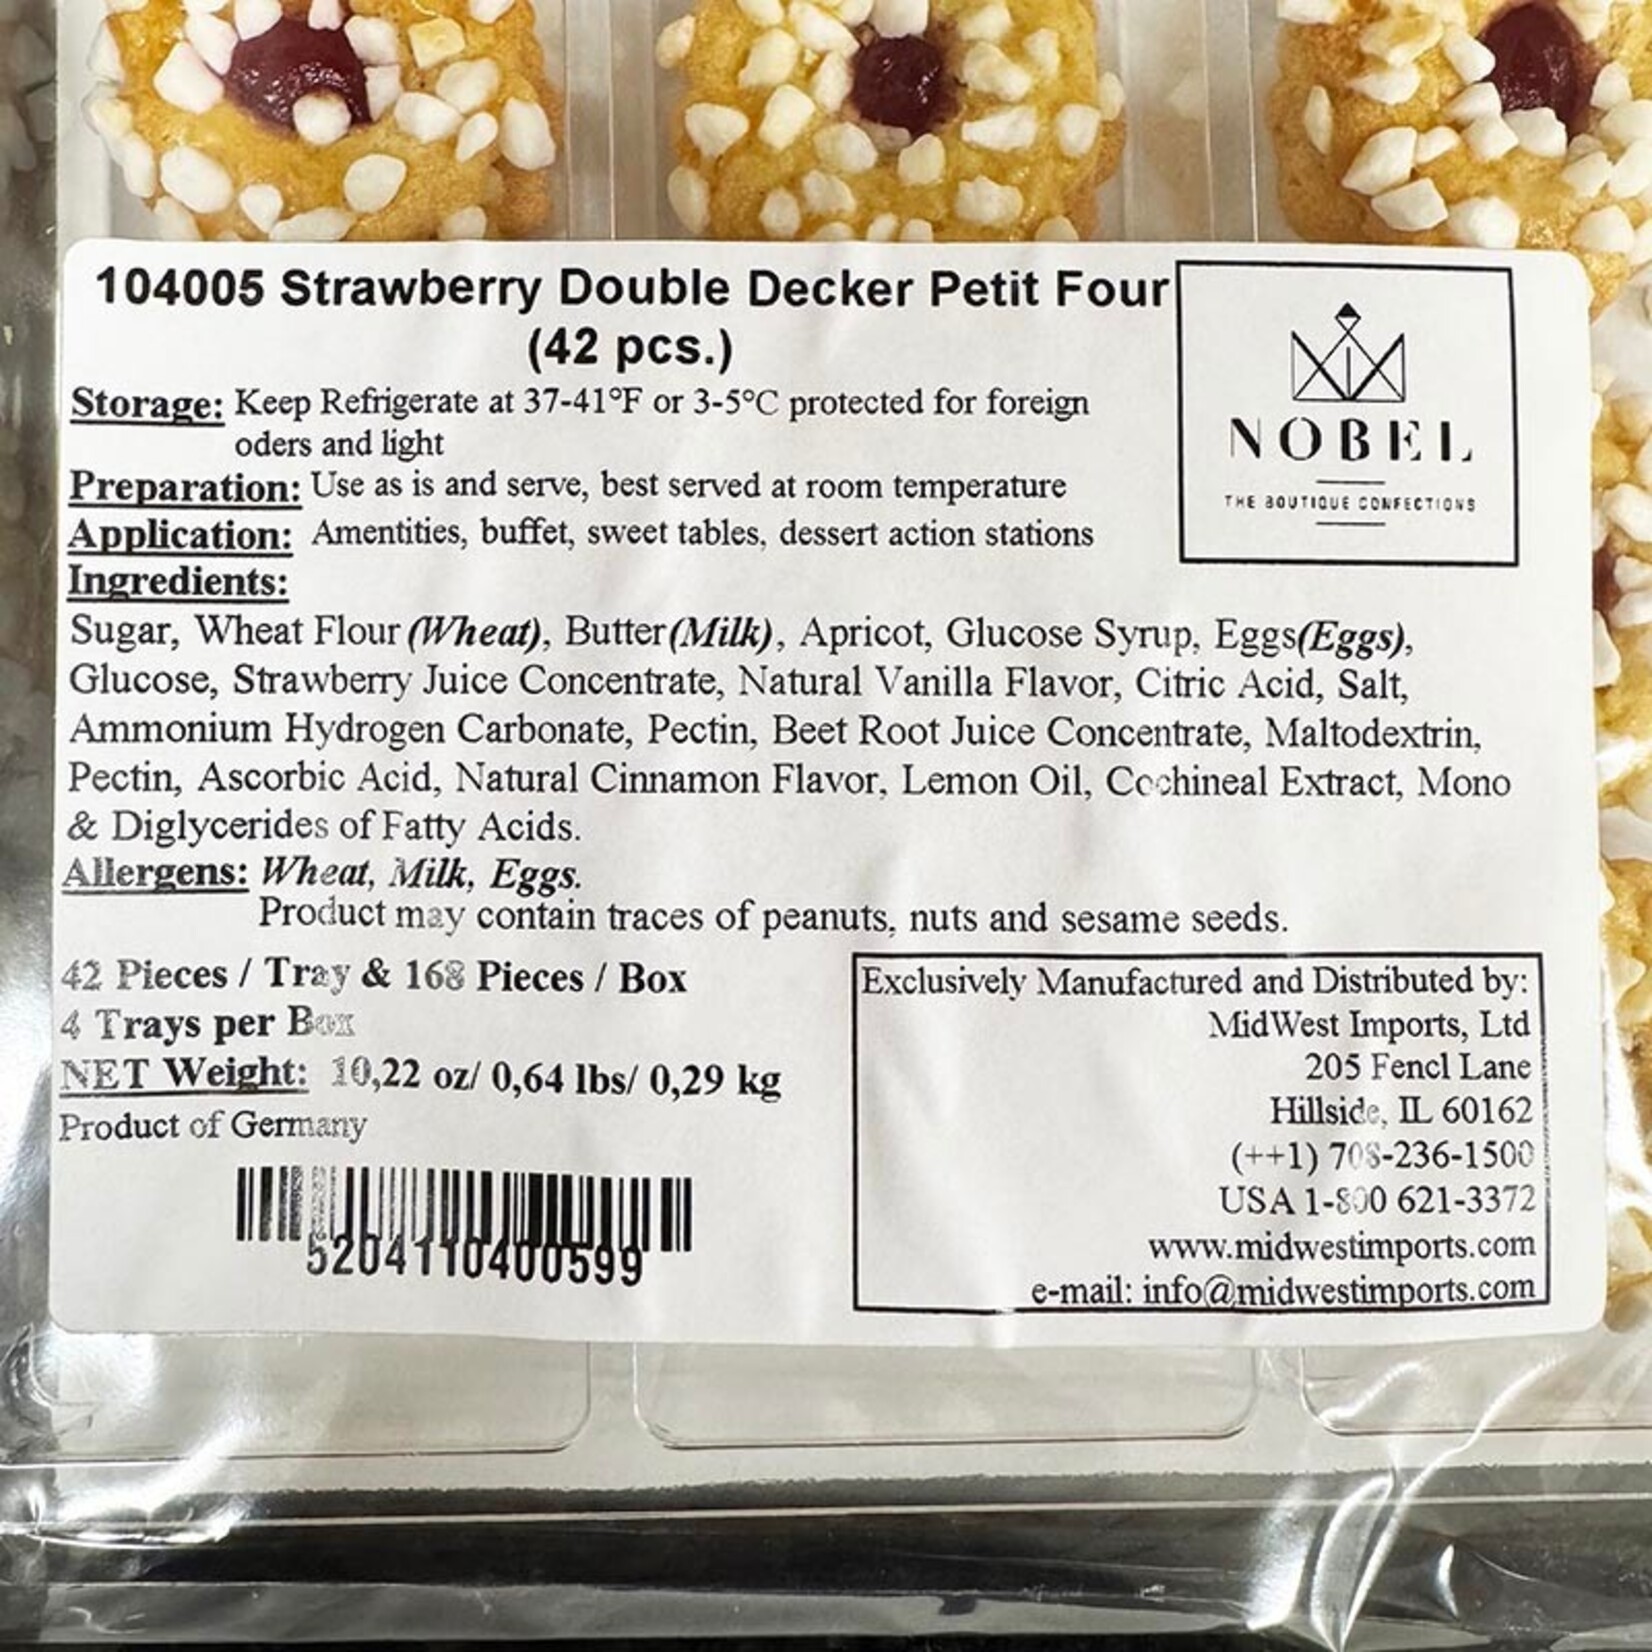 104005 Strawberry Double Decker Petit Four
(42 pcs.)
NOBEL
THE BOUTIQUE CONFECTIONS
Storage: Keep Refrigerate at 37-41°F or 3-5°C protected for foreign
oders and light
Preparation: Use as is and serve, best served at room temperature
Application: Amentities, buffet, sweet tables, dessert action stations
Ingredients:
Sugar, Wheat Flour (Wheat), Butter(Milk), Apricot, Glucose Syrup, Eggs(Eggs),
Glucose, Strawberry Juice Concentrate, Natural Vanilla Flavor, Citric Acid, Salt,
Ammonium Hydrogen Carbonate, Pectin, Beet Root Juice Concentrate, Maltodextrin,
Pectin, Ascorbic Acid, Natural Cinnamon Flavor, Lemon Oil, Cochineal Extract, Mono
& Diglycerides of Fatty Acids.
Allergens: Wheat, Milk, Eggs.
Product may contain traces of peanuts, nuts and sesame seeds.
42 Pieces / Tray & 168 Pieces / Box
4 Trays per Box
NET Weight: 10,22 oz/ 0,64 lbs/ 0,29 kg
Product of Germany
5204110400599
Exclusively Manufactured and Distributed by:
MidWest Imports, Ltd
205 Fencl Lane
Hillside, IL 60162
(++1) 708-236-1500
USA 1-800 621-3372
www.midwestimports.com
e-mail: info@midwestimports.com